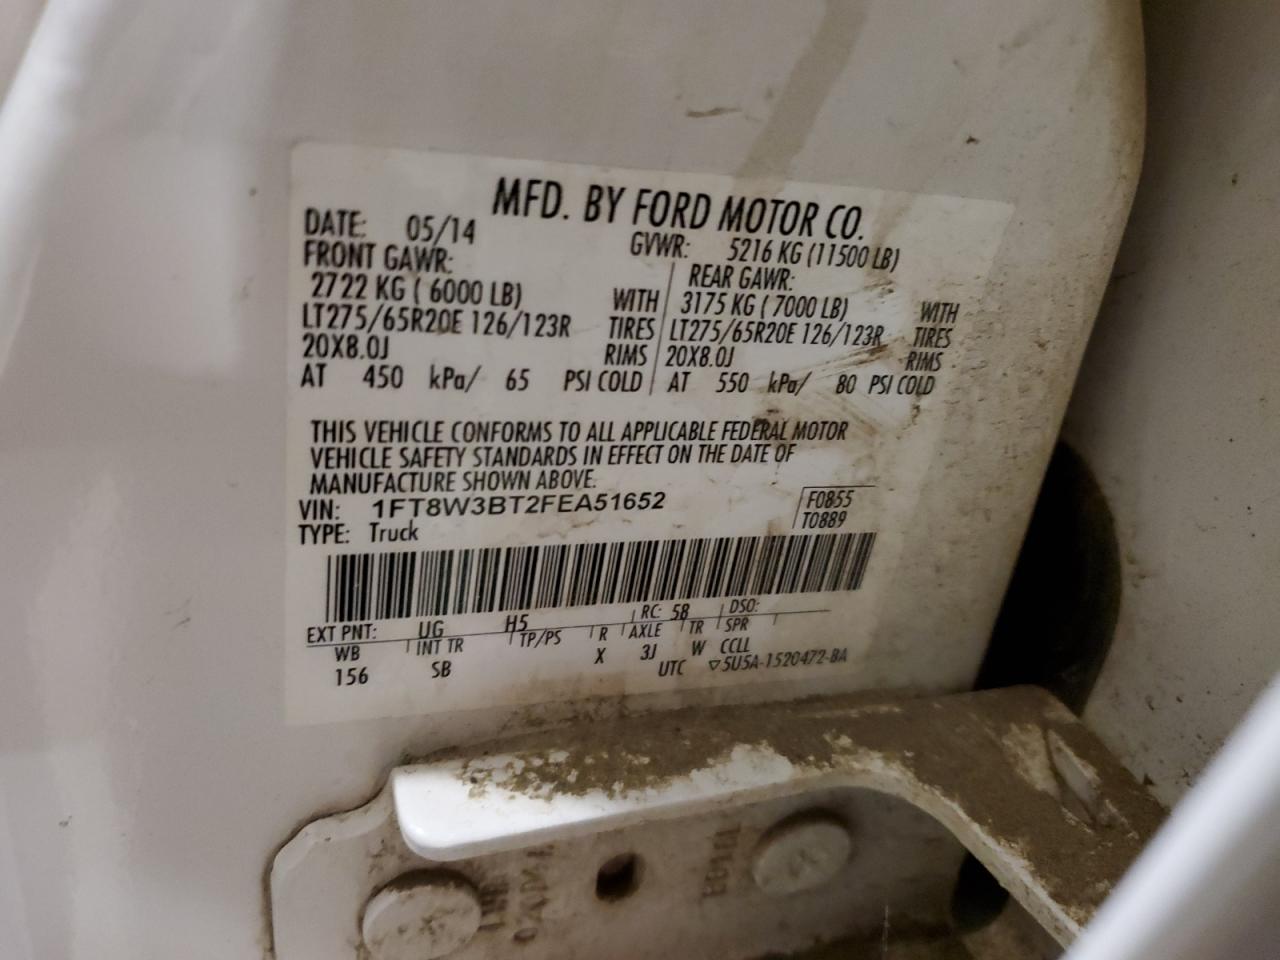 MFD. BY FORD MOTOR CO.
DATE: 05/14 GVWR: 5216 KG (11500 LB)
FRONT GAWR: REAR GAWR:
2722 KG ( 6000 LB) WITH 3175 KG ( 7000 LB) WITH
LT275/65R20E 126/123R TIRES LT275/65R20E 126/123R TIRES
20X8.0J RIMS 20X8.0J RIMS
AT 450 kPa/ 65 PSI COLD AT 550 kPa/ 80 PSI COLD
THIS VEHICLE CONFORMS TO ALL APPLICABLE FEDERAL MOTOR
VEHICLE SAFETY STANDARDS IN EFFECT ON THE DATE OF
MANUFACTURE SHOWN ABOVE.
VIN: 1FT8W3BT2FEA51652 F0855
TYPE: Truck T0889
EXT PNT: UG H5 RC: 58 DSO:
WB INT TR TP/PS R AXLE TR SPR
156 SB X 3J W CCLL
UTC ▽5U5A-1520472-BA